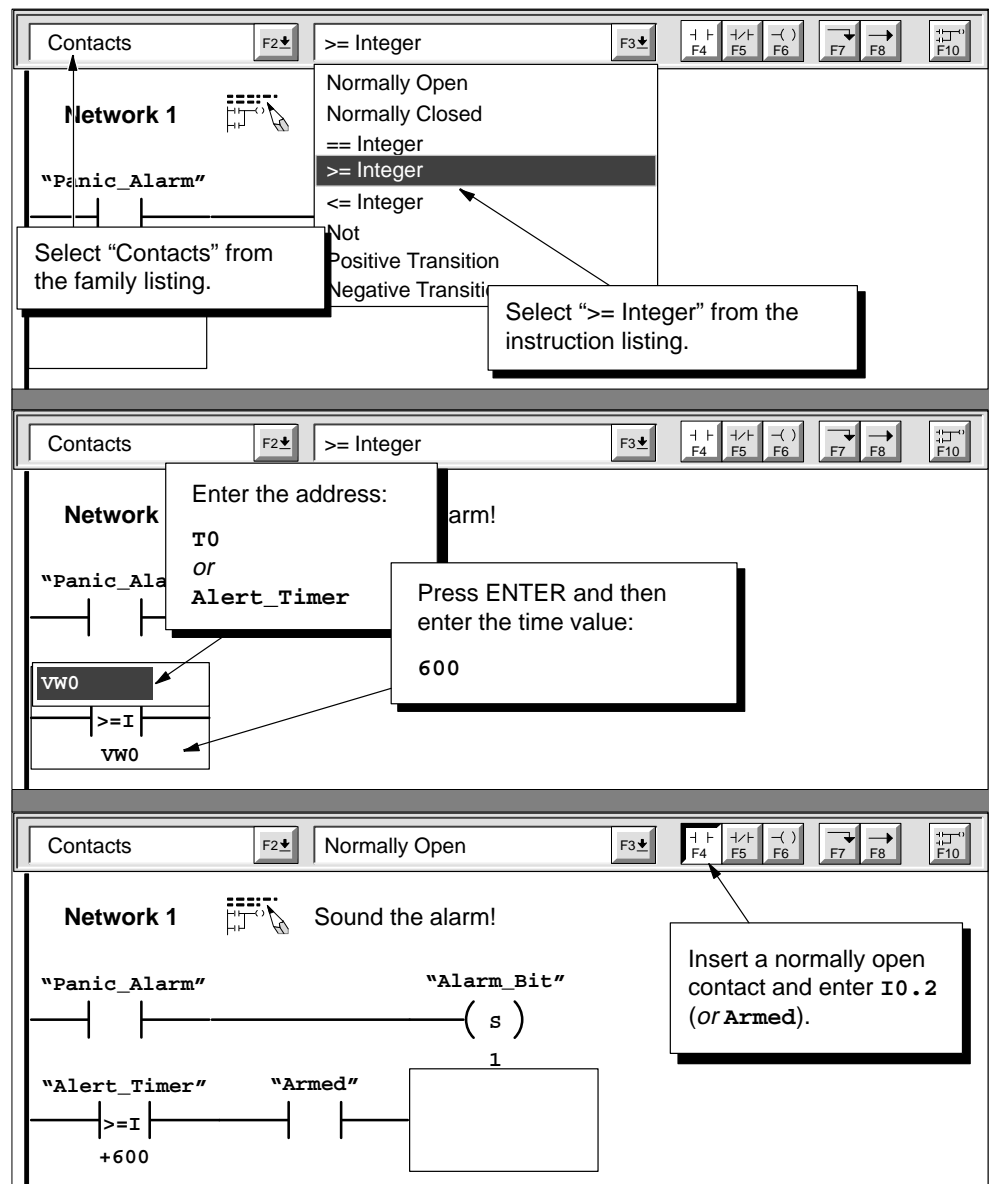 Contacts F2 >= Integer F3 F4 F5 F6 F7 F8 F10
Normally Open
Normally Closed
== Integer
>= Integer
<= Integer
Not
Positive Transition
Negative Transiti
Network 1
“Panic_Alarm”
Select “Contacts” from
the family listing.
Select “>= Integer” from the
instruction listing.
Contacts F2 >= Integer F3 F4 F5 F6 F7 F8 F10
Network
arm!
Enter the address:
T0
or
Alert_Timer
“Panic_Ala
Press ENTER and then
enter the time value:
600
VW0
>=I
VW0
Contacts F2 Normally Open F3 F4 F5 F6 F7 F8 F10
Network 1 Sound the alarm!
Insert a normally open
contact and enter I0.2
(or Armed).
“Panic_Alarm” “Alarm_Bit”
S
1
“Alert_Timer” “Armed”
>=I
+600